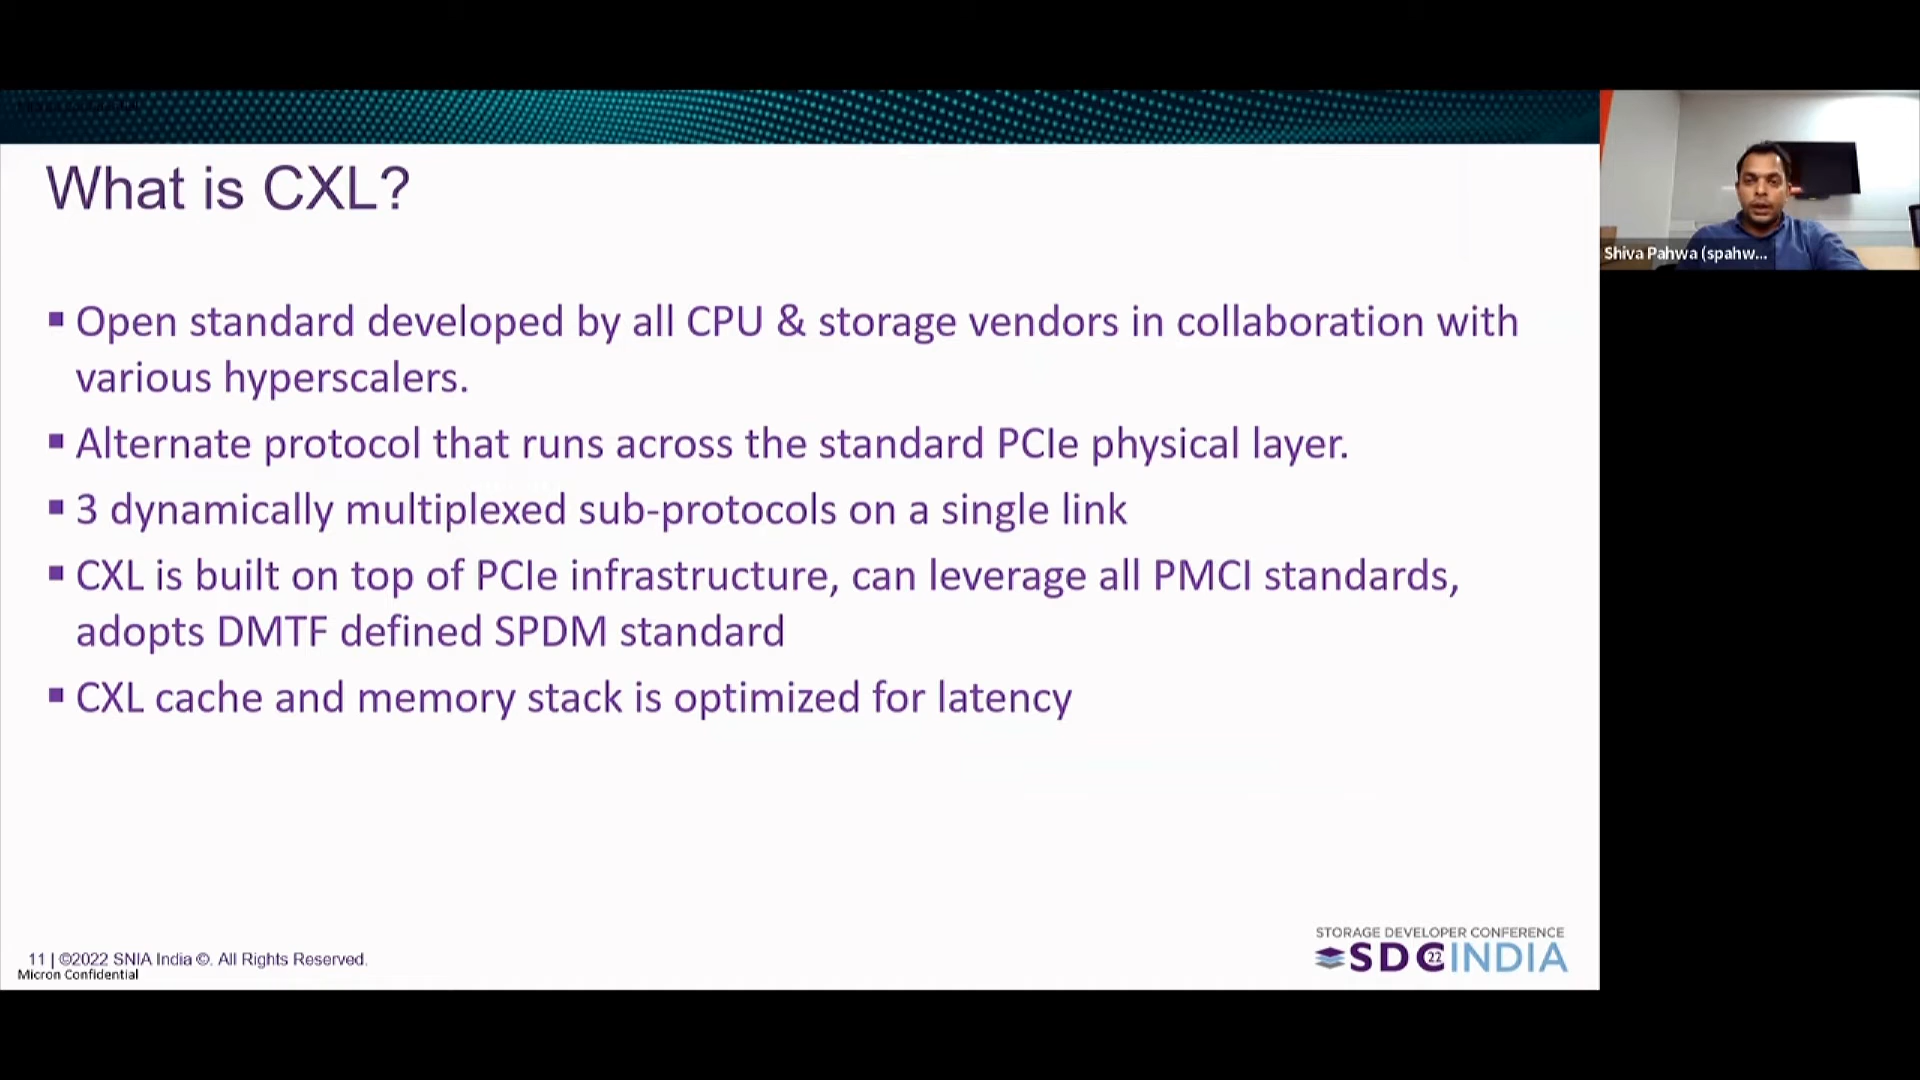 What is CXL?
Shiva Pahwa (spahw...
▪ Open standard developed by all CPU & storage vendors in collaboration with
various hyperscalers.
▪ Alternate protocol that runs across the standard PCIe physical layer.
▪ 3 dynamically multiplexed sub-protocols on a single link
▪ CXL is built on top of PCIe infrastructure, can leverage all PMCI standards,
adopts DMTF defined SPDM standard
▪ CXL cache and memory stack is optimized for latency
11 | ©2022 SNIA India ©. All Rights Reserved.
Micron Confidential
STORAGE DEVELOPER CONFERENCE
SDC 22 INDIA